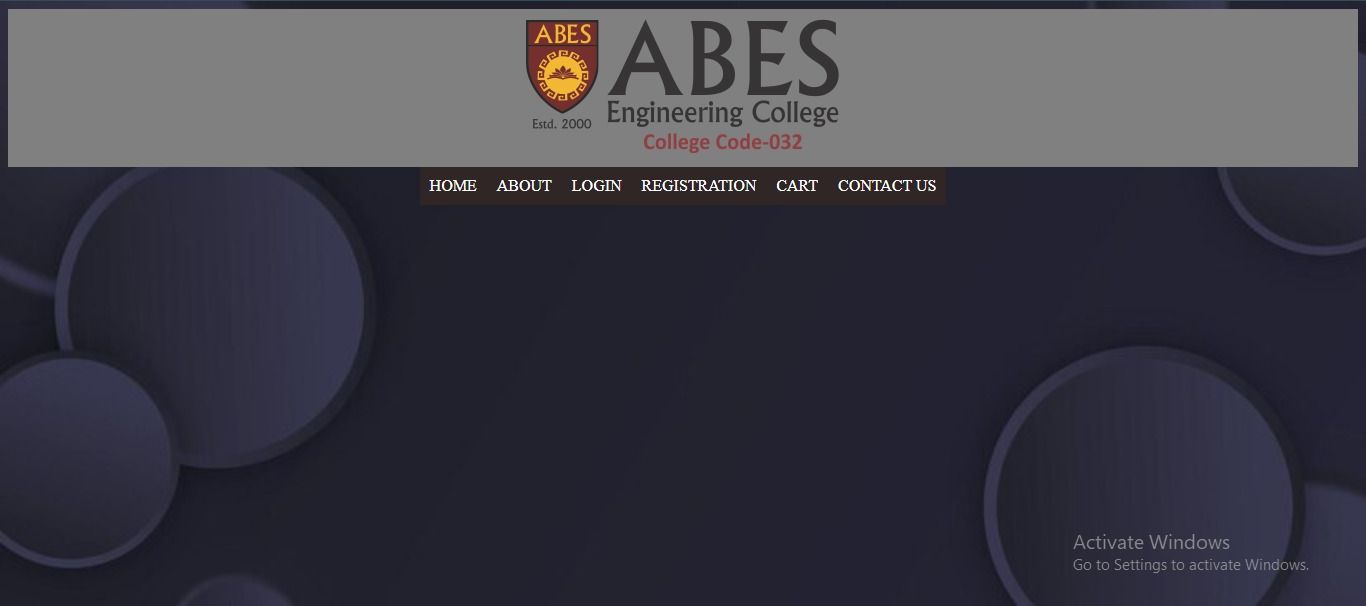 ABES
ABES
Engineering College
Estd. 2000
College Code-032
HOME ABOUT LOGIN REGISTRATION CART CONTACT US
Activate Windows
Go to Settings to activate Windows.